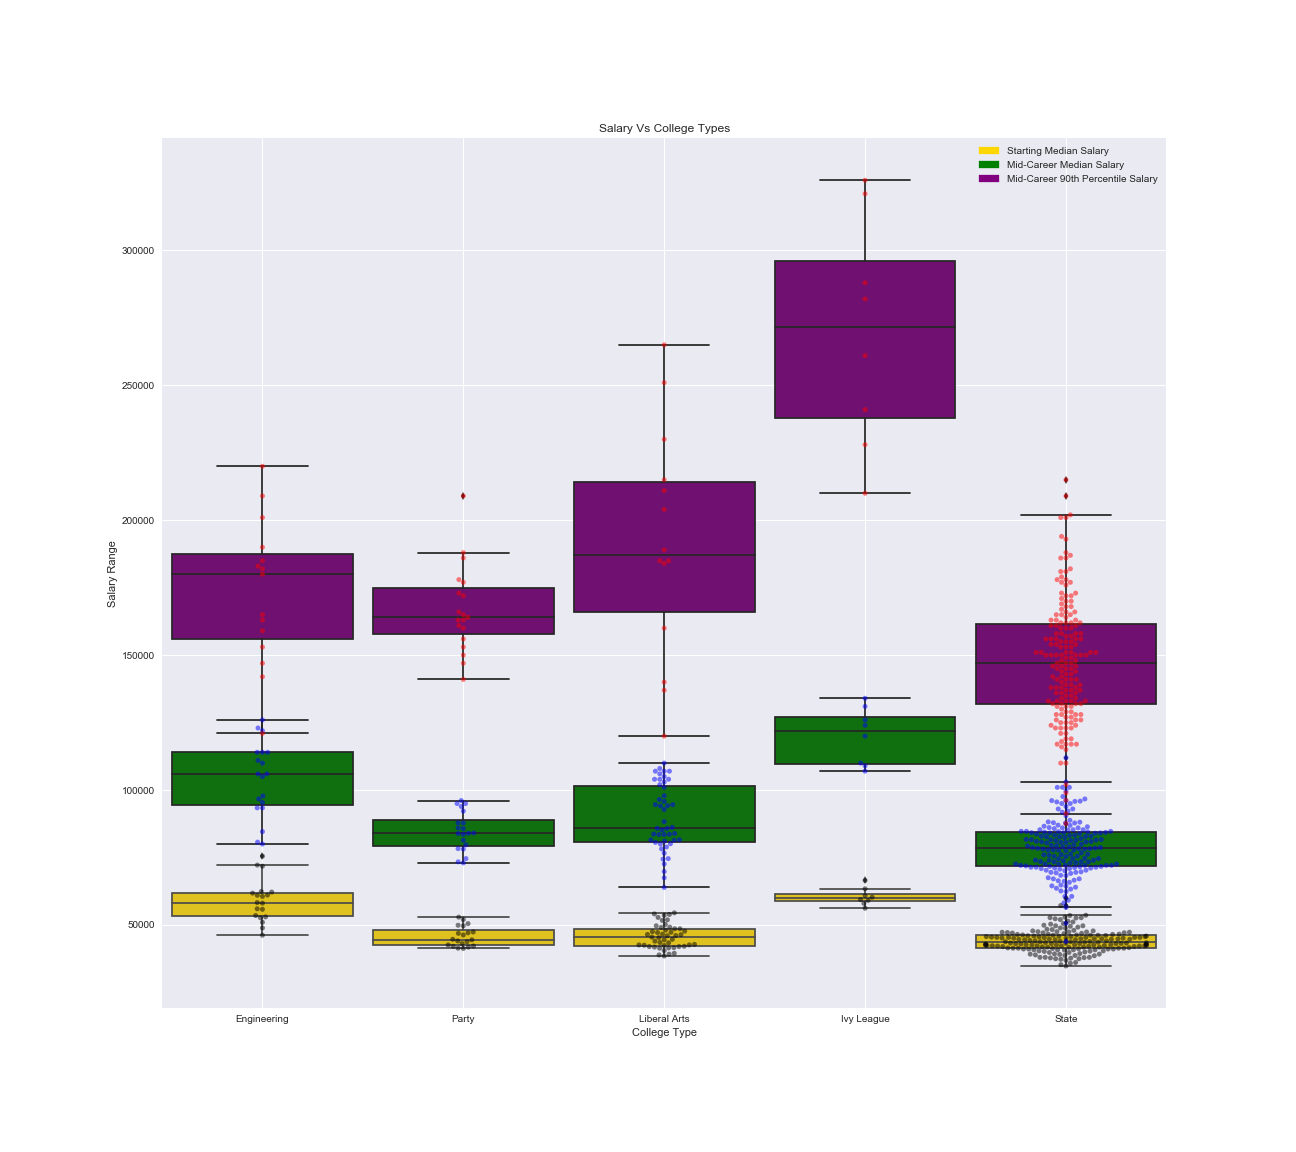 Salary Vs College Types
Starting Median Salary
Mid-Career Median Salary
Mid-Career 90th Percentile Salary
300000
250000
200000
150000
100000
50000
Salary Range
Engineering
Party
Liberal Arts
Ivy League
State
College Type